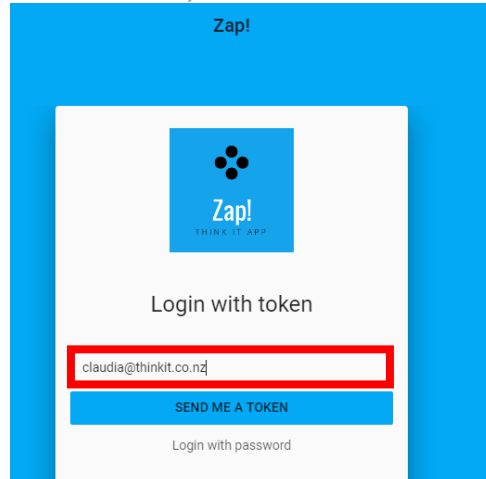 Zap!
Zap!
THINK IT APP
Login with token
claudia@thinkit.co.nz
SEND ME A TOKEN
Login with password